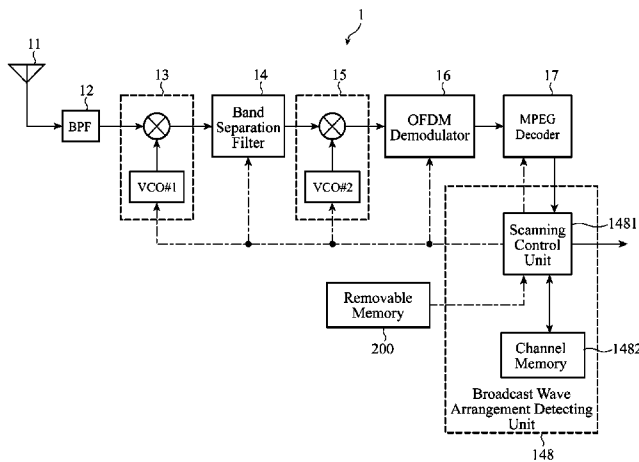 1
11
12
13
14
15
16
17
BPF
Band
Separation
Filter
OFDM
Demodulator
MPEG
Decoder
VCO#1
VCO#2
Scanning
Control
Unit
1481
Removable
Memory
200
Channel
Memory
1482
Broadcast Wave
Arrangement Detecting
Unit
148